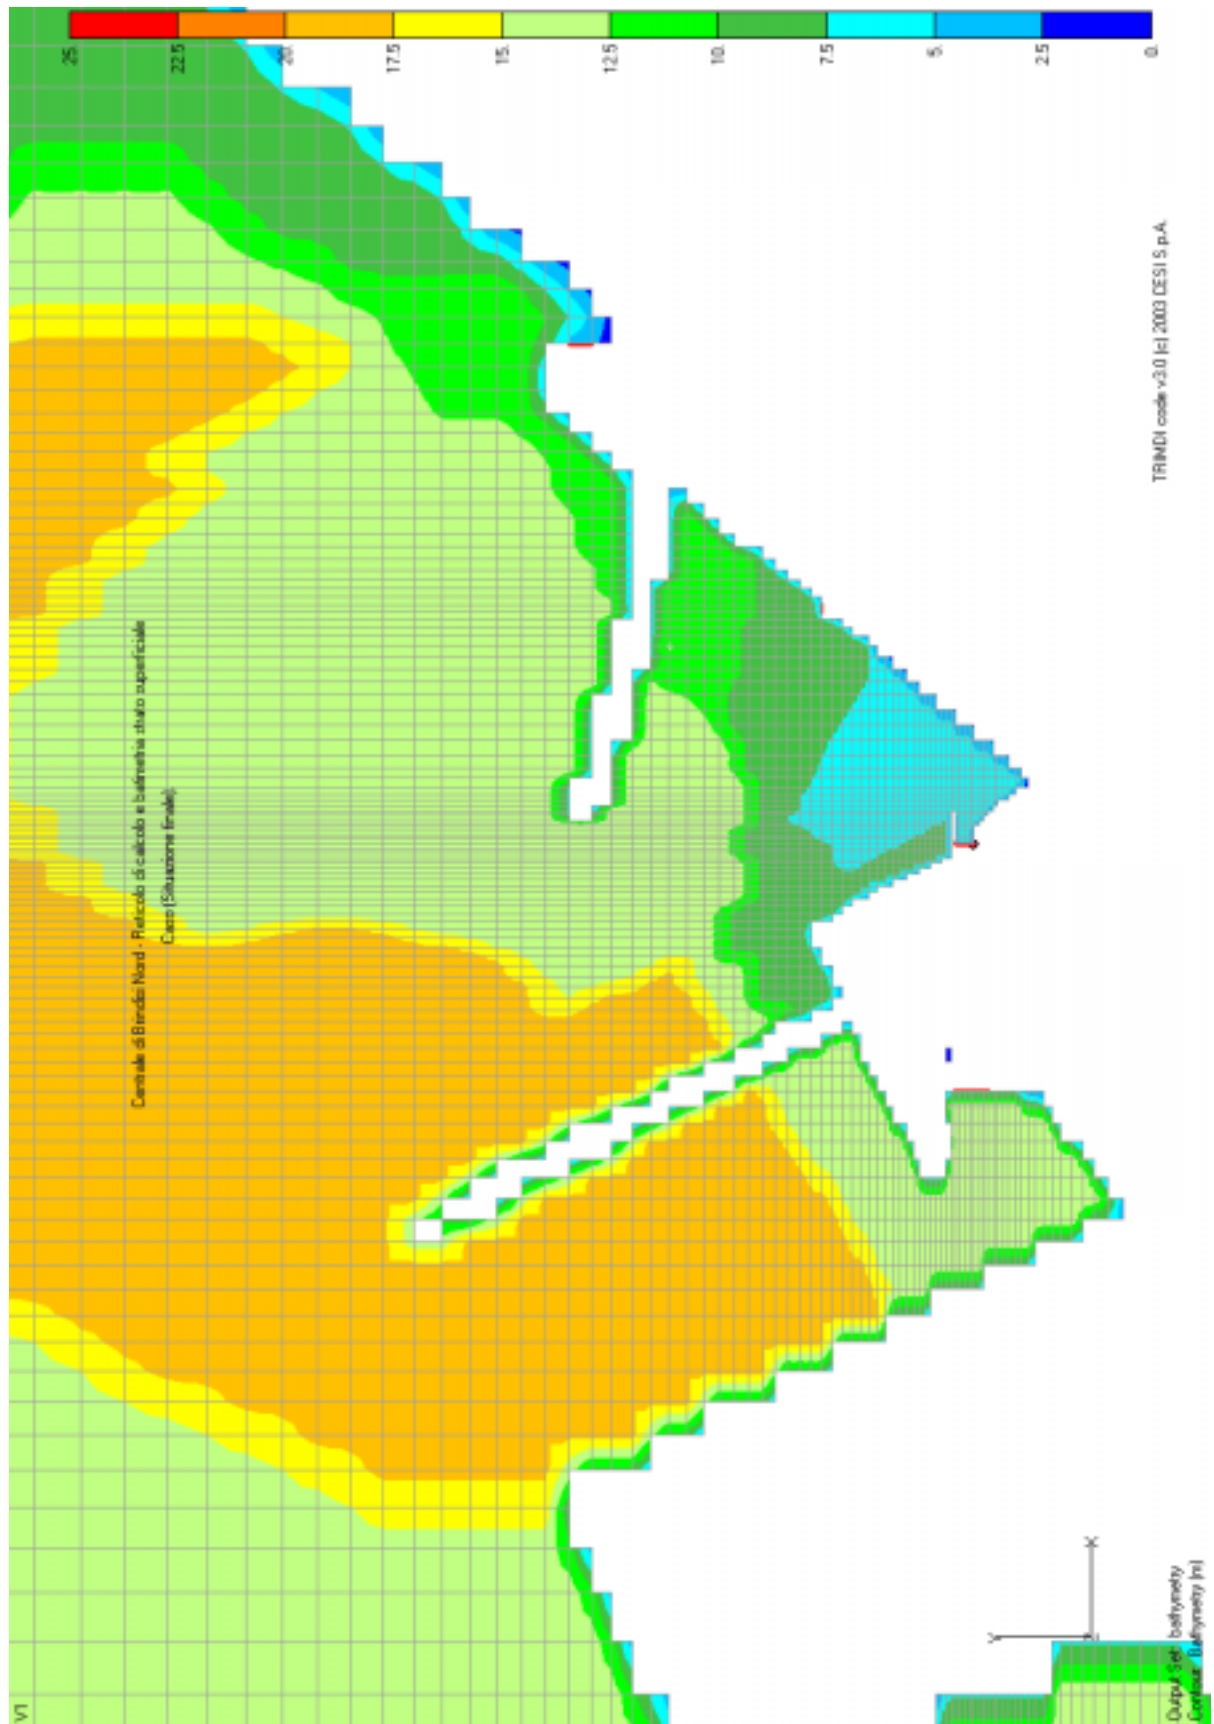 V1
25.
22.5
20.
17.5
15.
12.5
10.
7.5
5.
2.5
0.
Centrale di Brindisi Nord - Reticolo di calcolo e batimetria strato superficiale
Caso (Situazione finale)
TRIMDI code v3.0 (c) 2003 CESI S.p.A.
Y
X
Z
Output Set: bathymetry
Contour: Bathymetry (m)